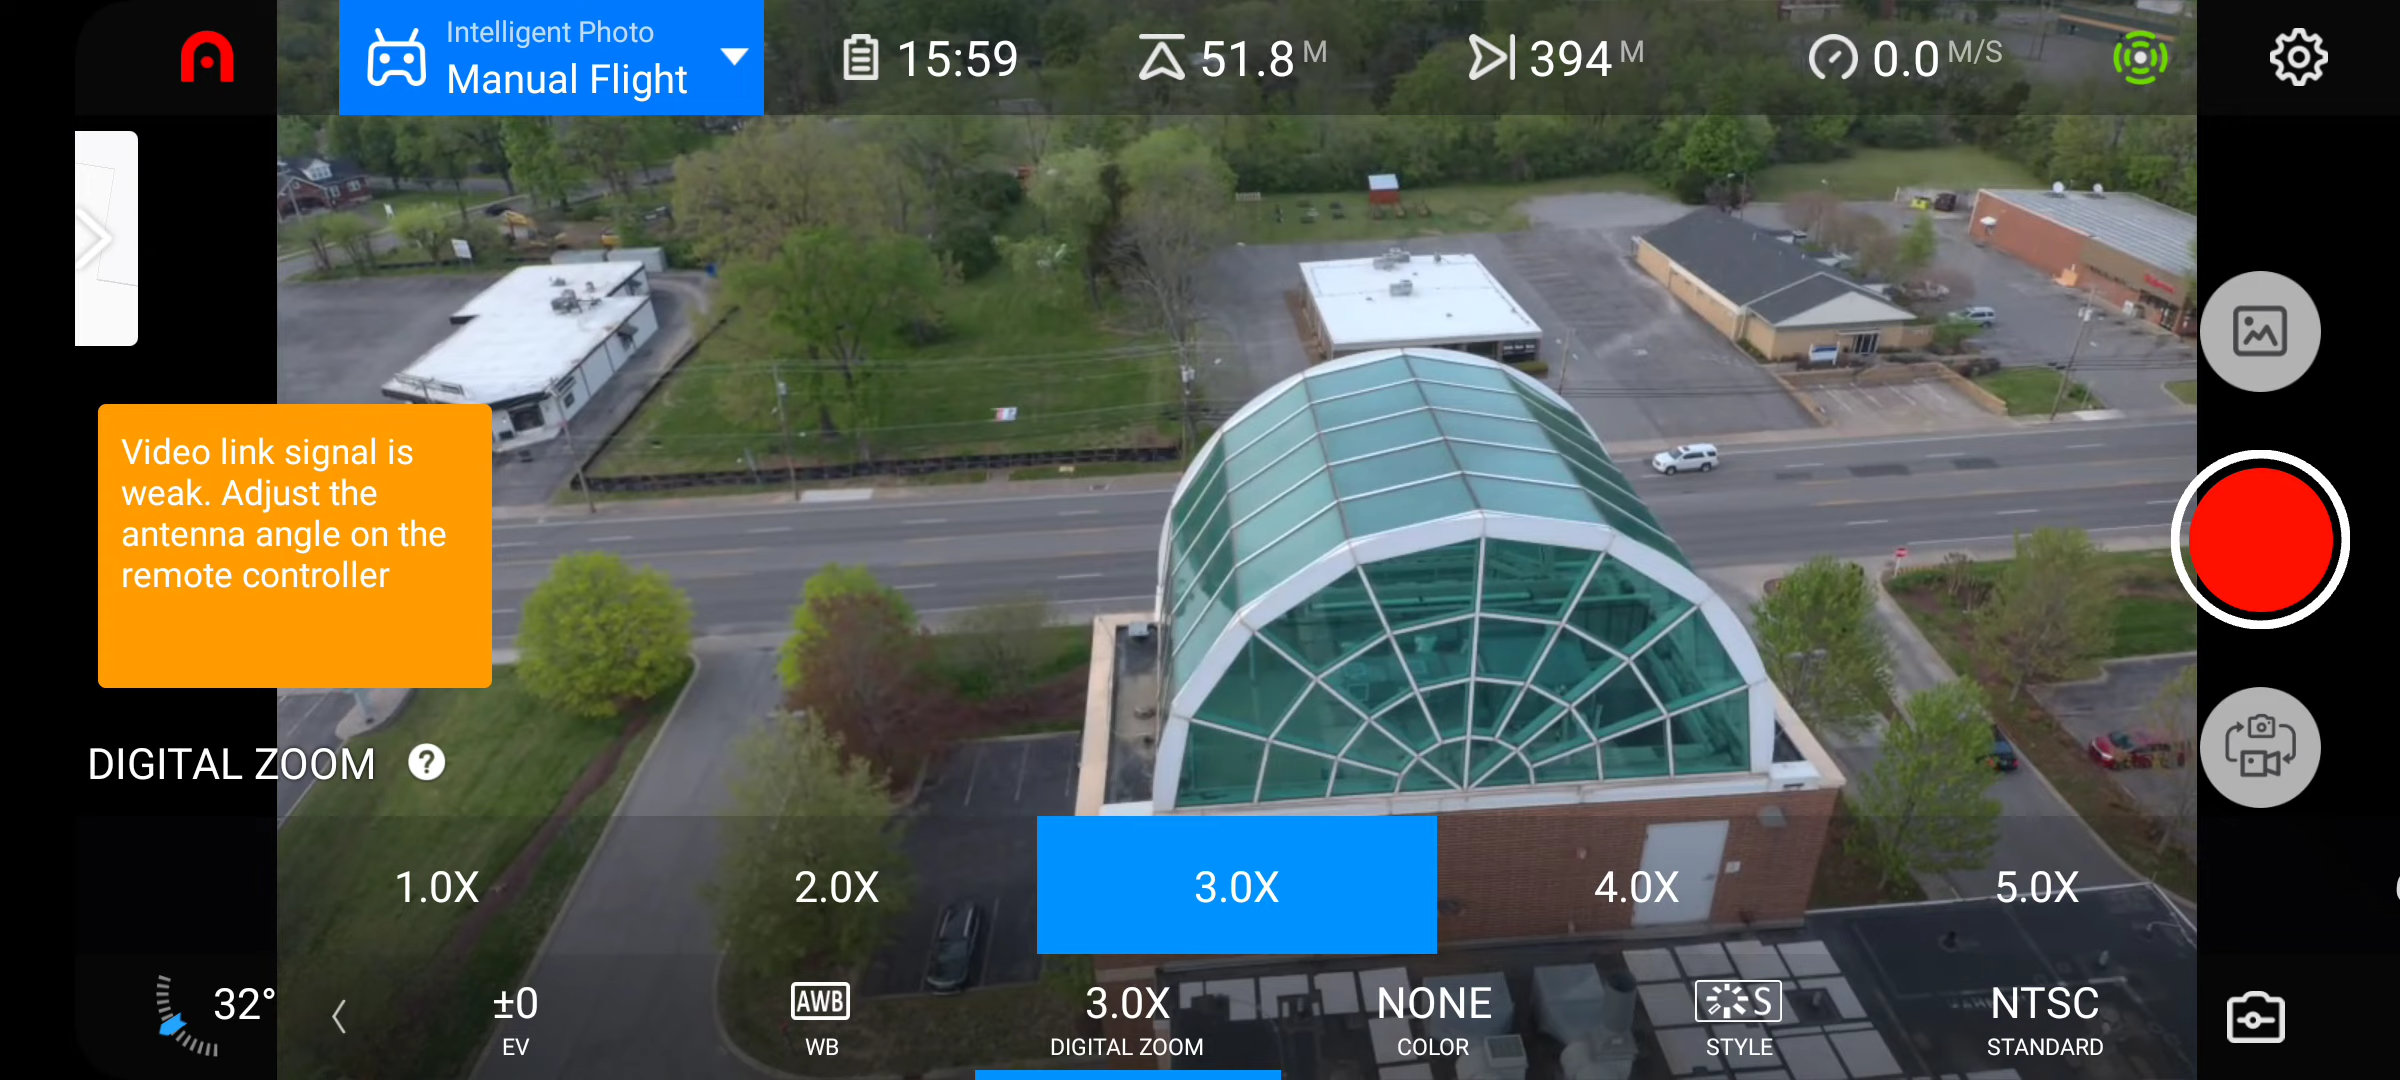 Intelligent Photo
Manual Flight
15:59
51.8 M
394 M
0.0 M/S
Video link signal is
weak. Adjust the
antenna angle on the
remote controller
DIGITAL ZOOM ?
1.0X 2.0X 3.0X 4.0X 5.0X
32°
±0 AWB 3.0X NONE S NTSC
EV WB DIGITAL ZOOM COLOR STYLE STANDARD